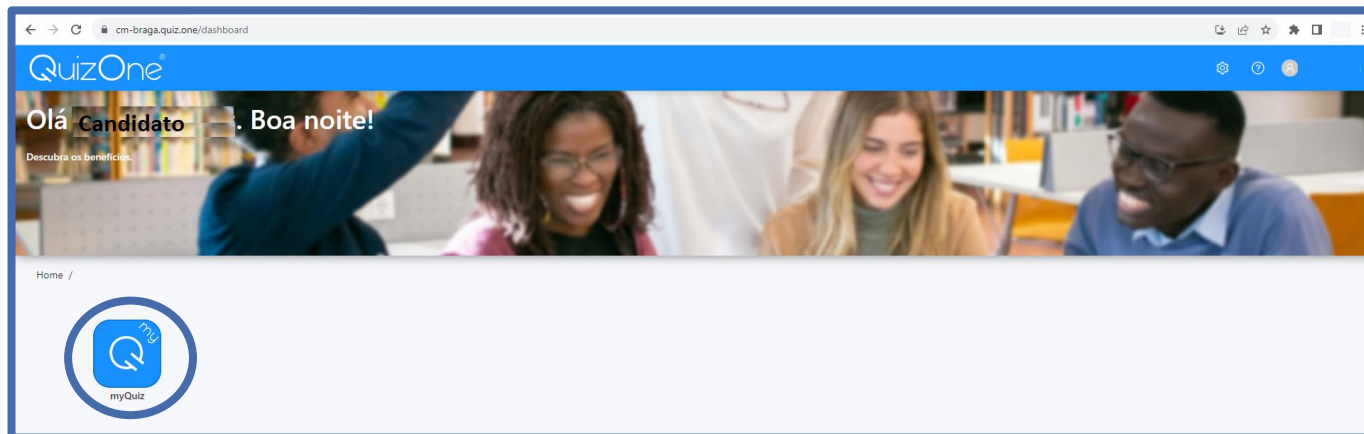 cm-braga.quiz.one/dashboard
QuizOne®
Olá Candidato . Boa noite!
Descubra os benefícios.
Home /
my
Q
myQuiz